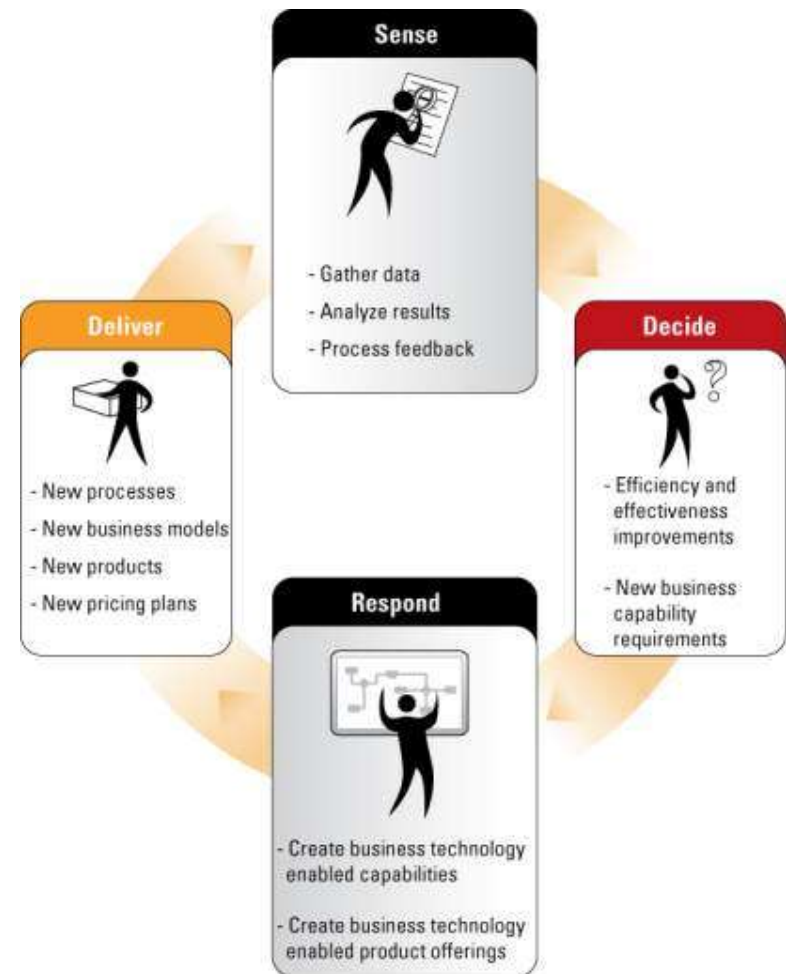 Sense
- Gather data
- Analyze results
- Process feedback
Decide
- Efficiency and
effectiveness
improvements
- New business
capability
requirements
Respond
- Create business technology
enabled capabilities
- Create business technology
enabled product offerings
Deliver
- New processes
- New business models
- New products
- New pricing plans